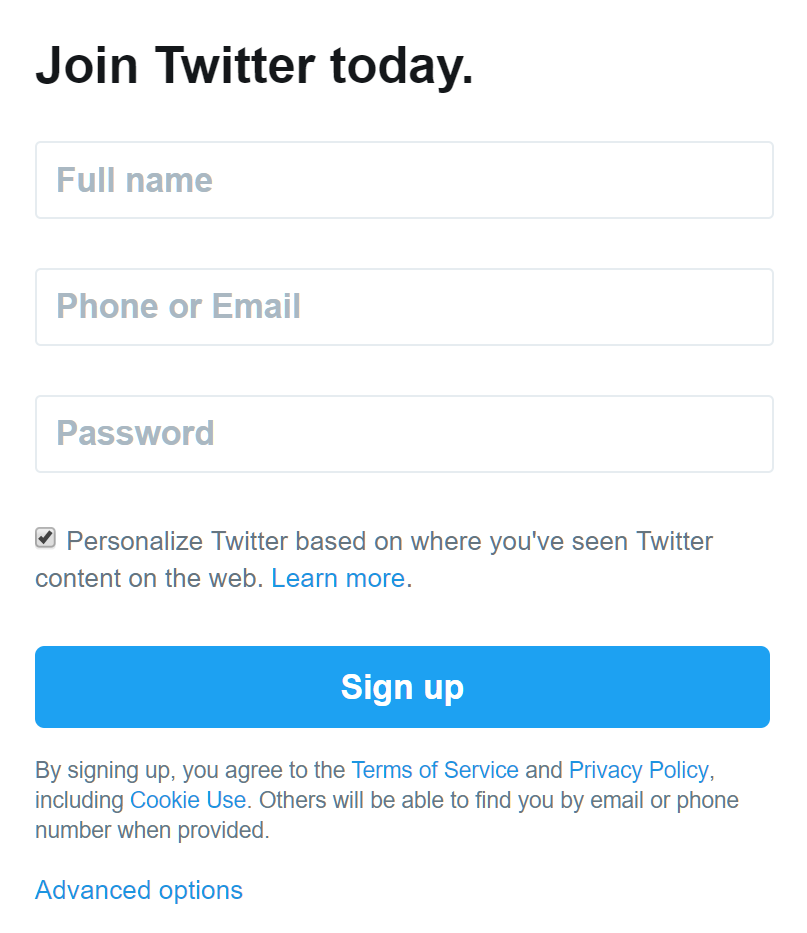 Join Twitter today.
Full name
Phone or Email
Password
Personalize Twitter based on where you've seen Twitter
content on the web. Learn more.
Sign up
By signing up, you agree to the Terms of Service and Privacy Policy,
including Cookie Use. Others will be able to find you by email or phone
number when provided.
Advanced options